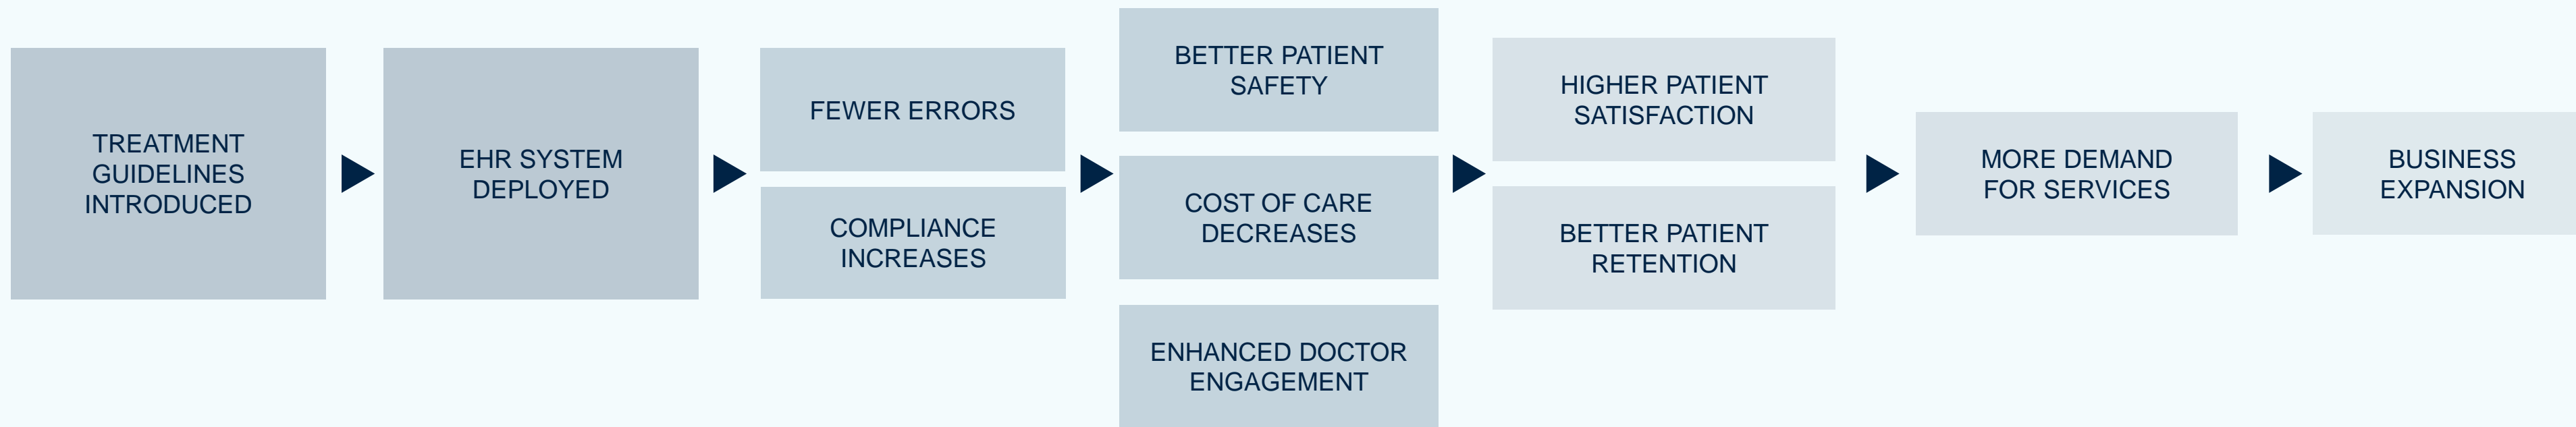 TREATMENT
GUIDELINES
INTRODUCED
EHR SYSTEM
DEPLOYED
FEWER ERRORS
COMPLIANCE
INCREASES
BETTER PATIENT
SAFETY
COST OF CARE
DECREASES
ENHANCED DOCTOR
ENGAGEMENT
HIGHER PATIENT
SATISFACTION
BETTER PATIENT
RETENTION
MORE DEMAND
FOR SERVICES
BUSINESS
EXPANSION